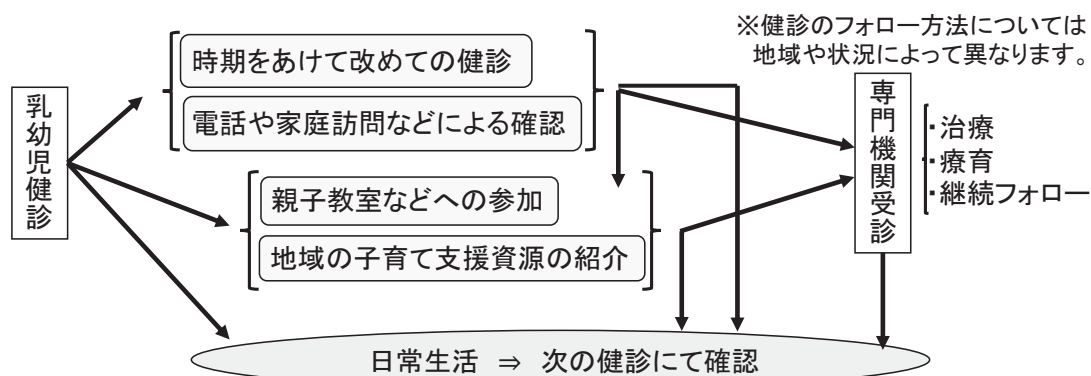 ※健診のフォロー方法については
地域や状況によって異なります。
乳幼児健診
時期をあけて改めての健診
電話や家庭訪問などによる確認
親子教室などへの参加
地域の子育て支援資源の紹介
専門機関受診
・治療
・療育
・継続フォロー
日常生活 ⇒ 次の健診にて確認